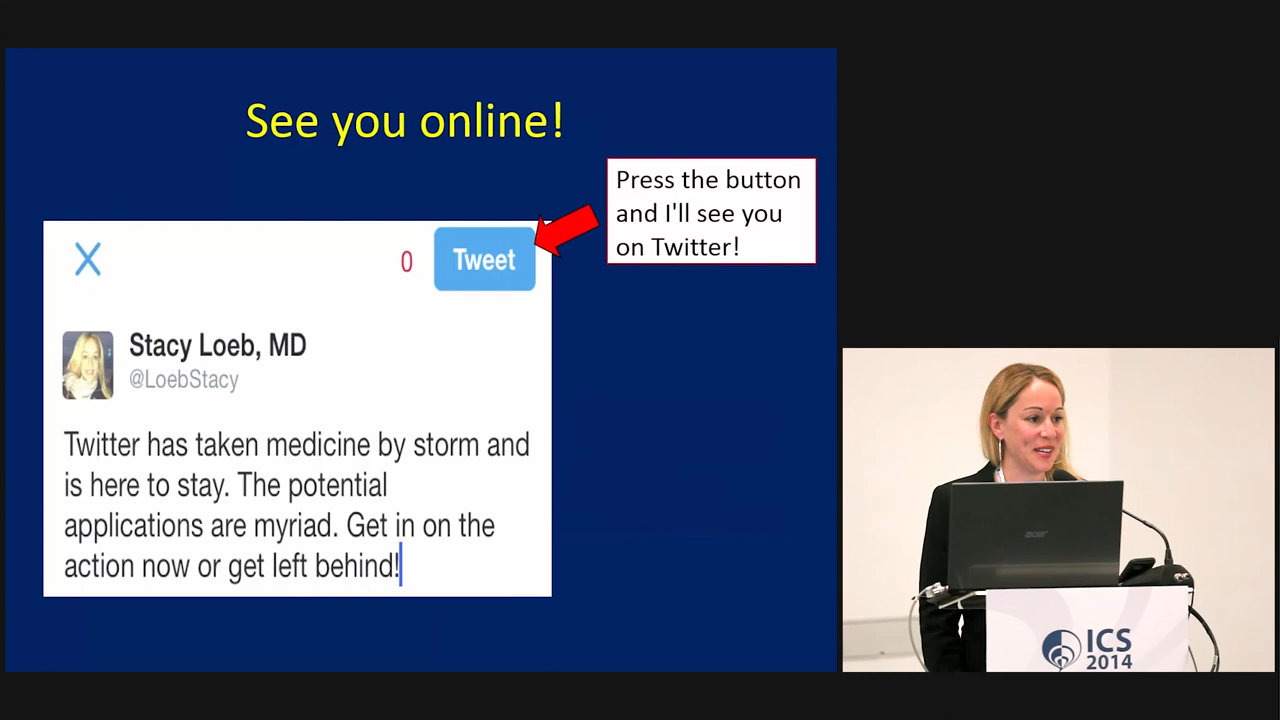 See you online!
Press the button
and I'll see you
on Twitter!
X
0
Tweet
Stacy Loeb, MD
@LoebStacy
Twitter has taken medicine by storm and
is here to stay. The potential
applications are myriad. Get in on the
action now or get left behind!
acer
ICS
2014